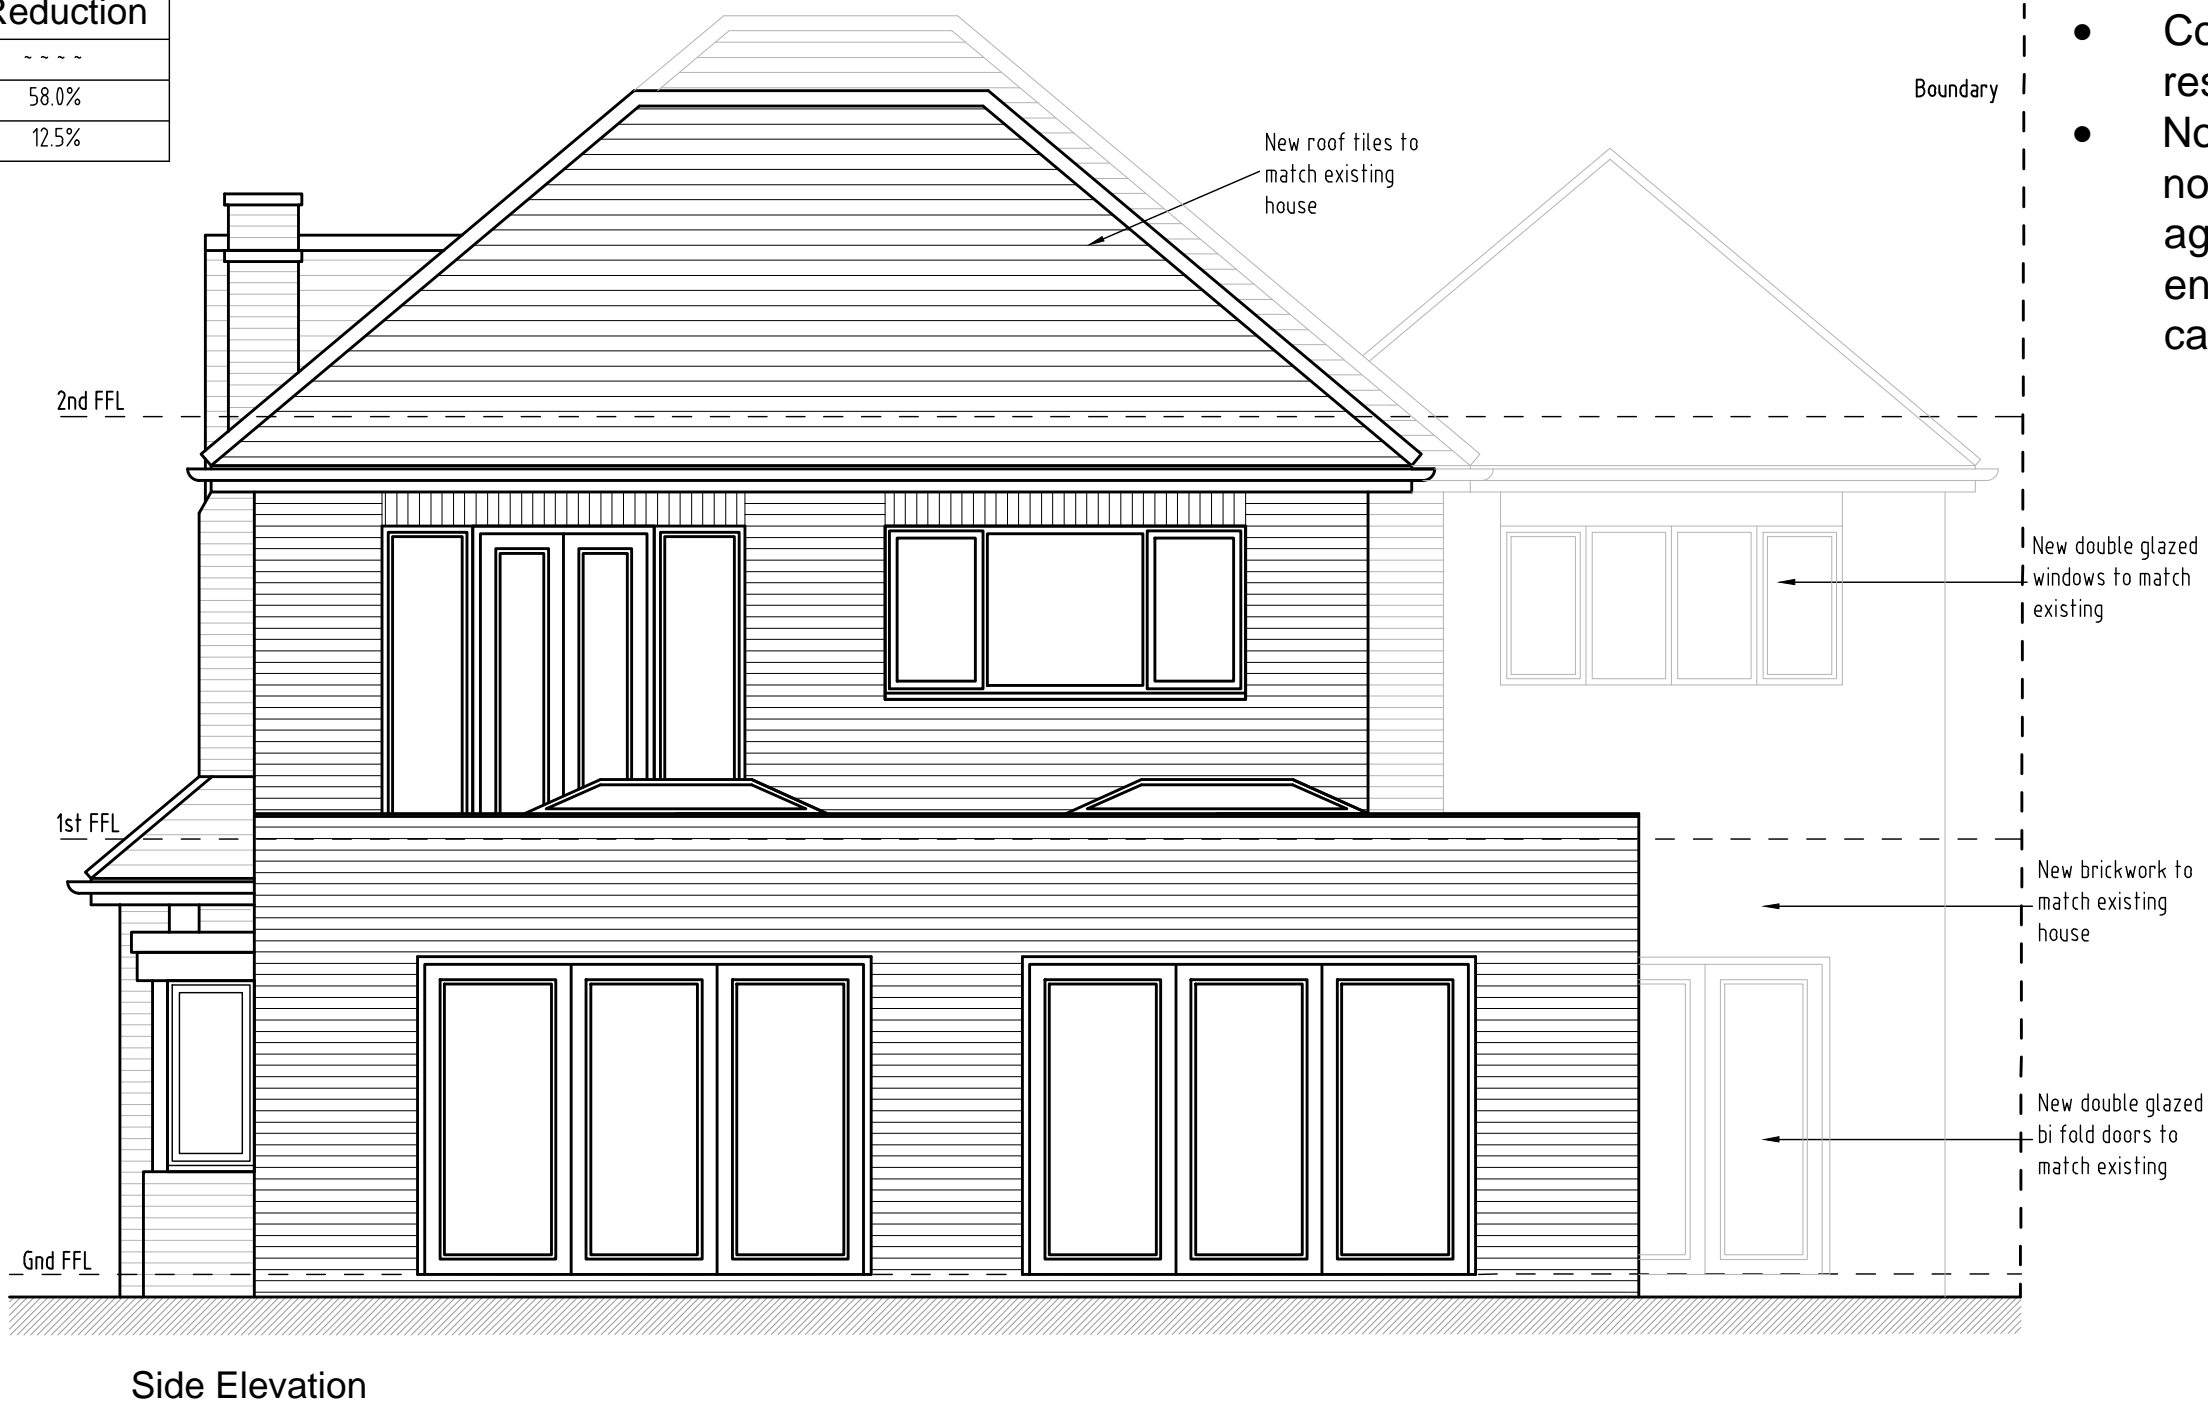 Reduction
~ ~ ~ ~
58.0%
12.5%
Boundary
New roof tiles to
match existing
house
2nd FFL
New double glazed
windows to match
existing
1st FFL
New brickwork to
match existing
house
New double glazed
bi fold doors to
match existing
Gnd FFL
Side Elevation